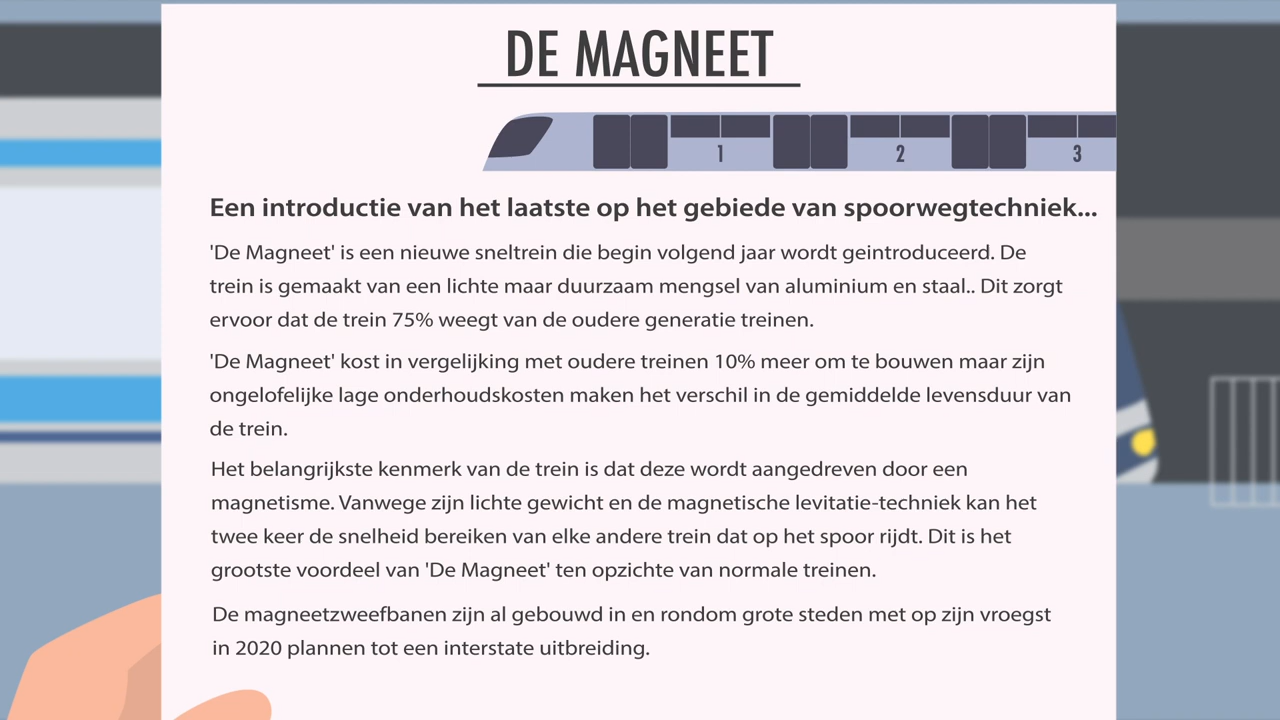 DE MAGNEET
1 2 3
Een introductie van het laatste op het gebiede van spoorwegtechniek...
'De Magneet' is een nieuwe sneltrein die begin volgend jaar wordt geintroduceerd. De
trein is gemaakt van een lichte maar duurzaam mengsel van aluminium en staal.. Dit zorgt
ervoor dat de trein 75% weegt van de oudere generatie treinen.
'De Magneet' kost in vergelijking met oudere treinen 10% meer om te bouwen maar zijn
ongelofelijke lage onderhoudskosten maken het verschil in de gemiddelde levensduur van
de trein.
Het belangrijkste kenmerk van de trein is dat deze wordt aangedreven door een
magnetisme. Vanwege zijn lichte gewicht en de magnetische levitatie-techniek kan het
twee keer de snelheid bereiken van elke andere trein dat op het spoor rijdt. Dit is het
grootste voordeel van 'De Magneet' ten opzichte van normale treinen.
De magneetzweefbanen zijn al gebouwd in en rondom grote steden met op zijn vroegst
in 2020 plannen tot een interstate uitbreiding.